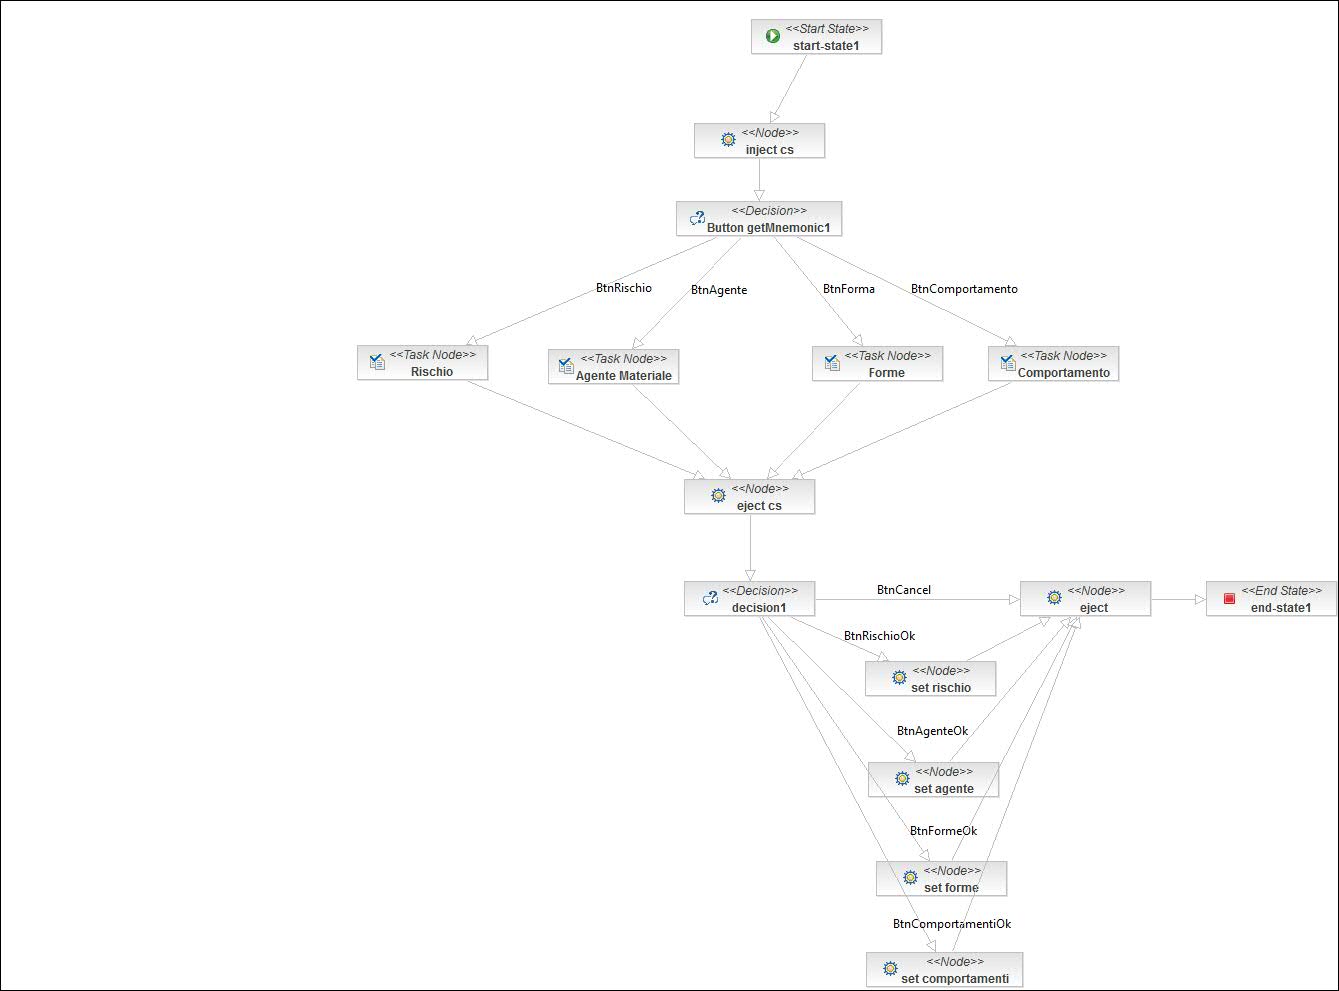 <<Start State>>
start-state1
<<Node>>
inject cs
<<Decision>>
Button getMnemonic1
BtnRischio
BtnAgente
BtnForma
BtnComportamento
<<Task Node>>
Rischio
<<Task Node>>
Agente Materiale
<<Task Node>>
Forme
<<Task Node>>
Comportamento
<<Node>>
eject cs
<<Decision>>
decision1
BtnCancel
<<Node>>
eject
<<End State>>
end-state1
BtnRischioOk
<<Node>>
set rischio
BtnAgenteOk
<<Node>>
set agente
BtnFormeOk
<<Node>>
set forme
BtnComportamentiOk
<<Node>>
set comportamenti